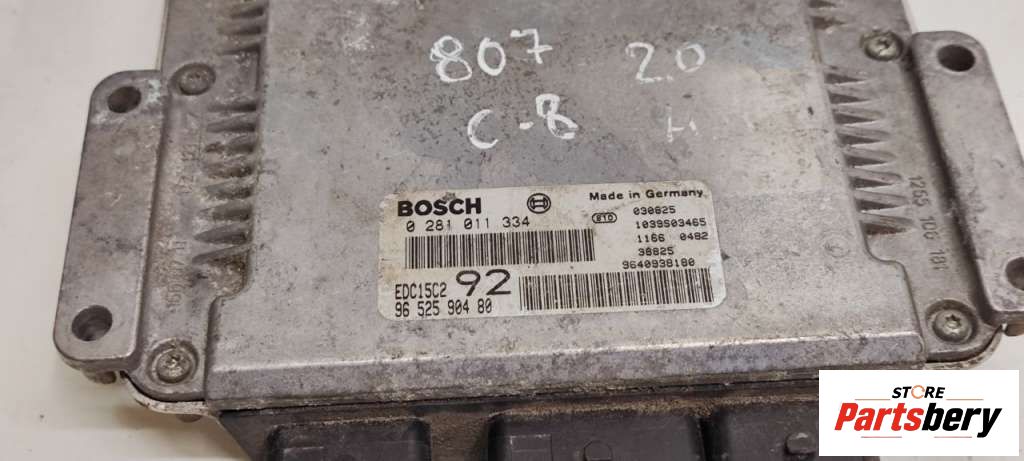 807 2.0
C-8 H
BOSCH Made in Germany
0 281 011 334
030825
1039S03465
1166 0482
38825
9640938180
EDC15C2 92
96 525 904 80
STORE
Partsbery